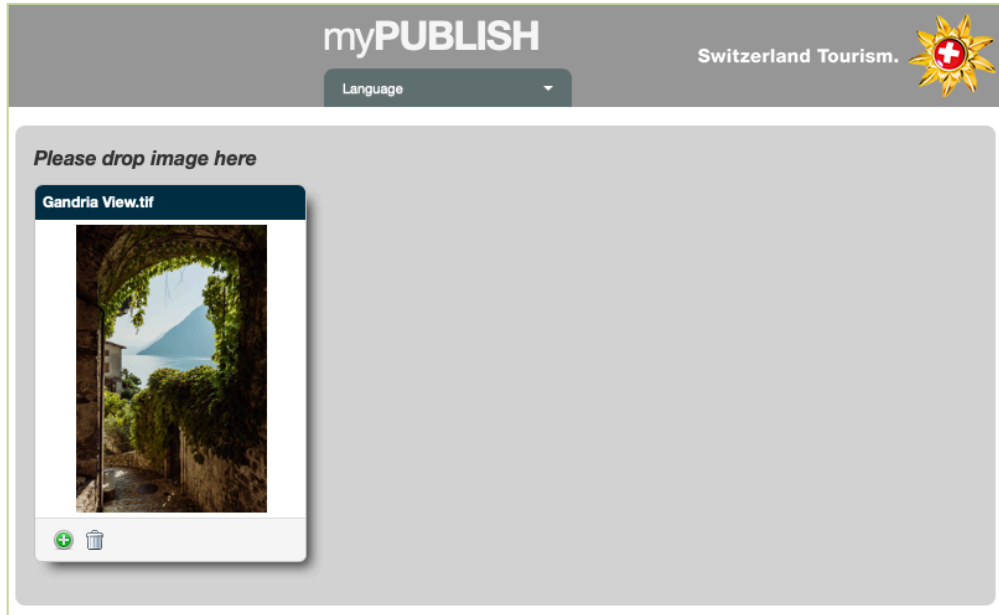 myPUBLISH
Switzerland Tourism.
Language
Please drop image here
Gandria View.tif